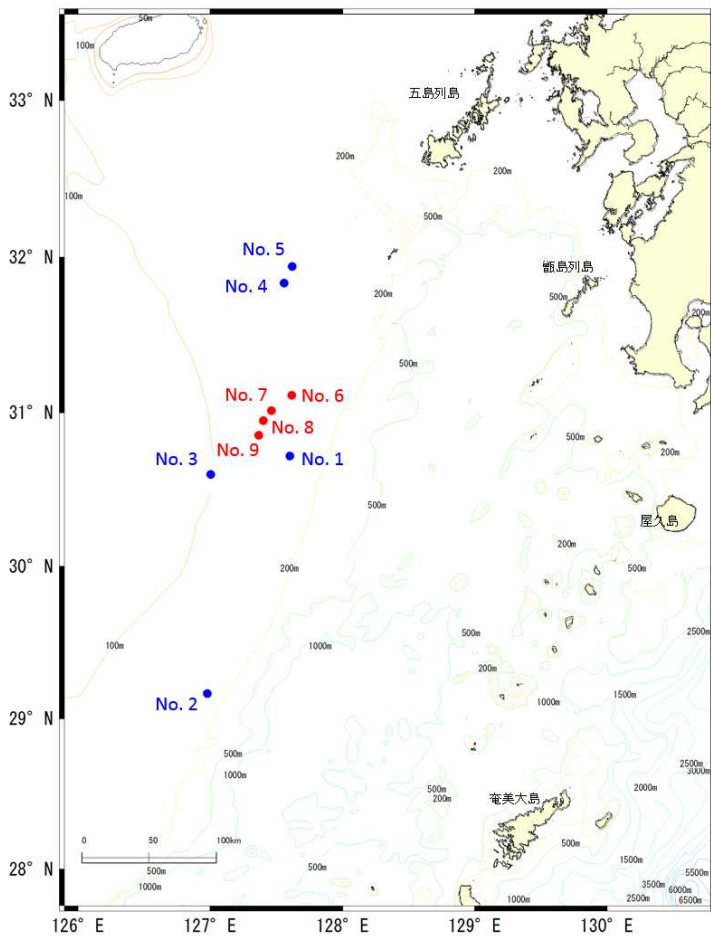 50m
100m
33° N
五島列島
200m
200m
100m
500m
32° N
No. 5
No. 4
200m
甑島列島
500m
200m
500m
31° N
No. 7
No. 6
No. 8
No. 9
No. 3
No. 1
500m
200m
500m
屋久島
200m
30° N
200m
500m
500m
2500m
1000m
100m
200m
1500m
1000m
No. 2
29° N
500m
1000m
2500m
3000m
500m
200m
2000m
奄美大島
0
50
100km
500m
28° N
500m
1000m
500m
1500m
1000m
2500m
3500m
5500m
6000m
6500m
126° E
127° E
128° E
129° E
130° E